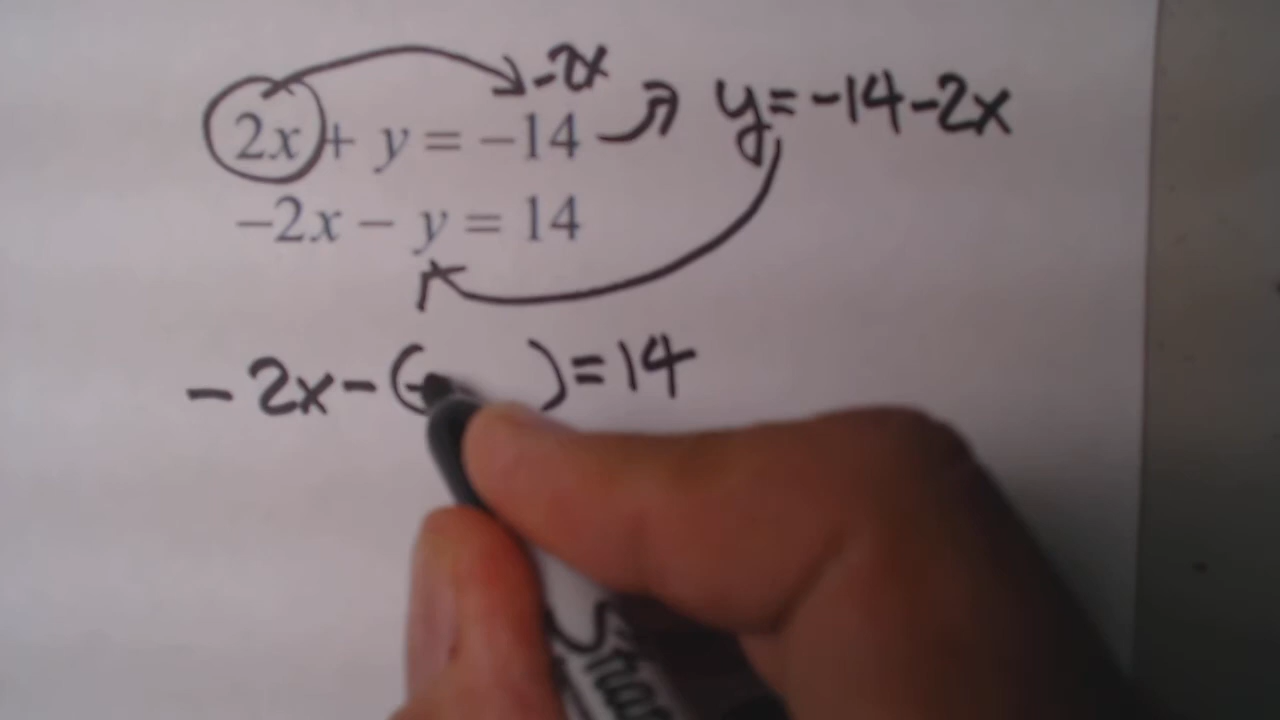 -2x
2x + y = -14 y = -14 - 2x
-2x - y = 14
- 2x - (- ) = 14